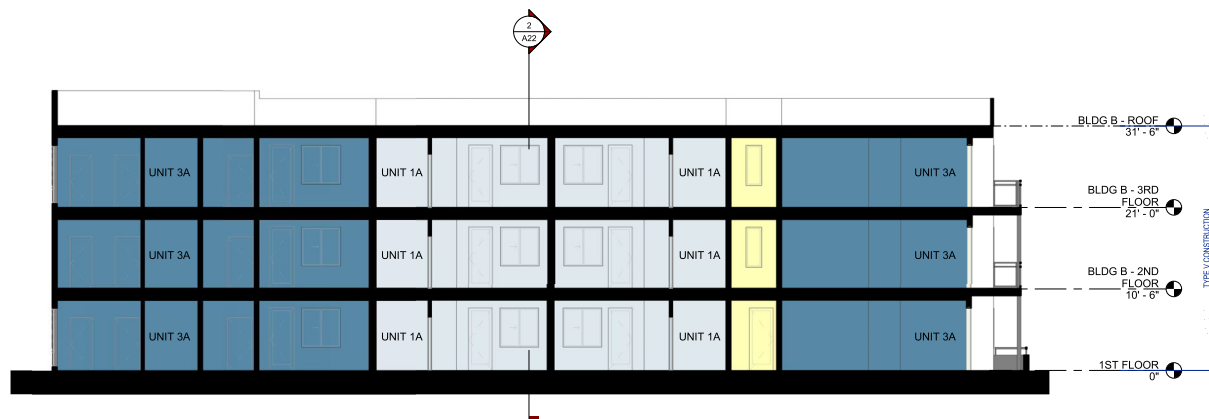 2
A22
BLDG B - ROOF
31' - 6"
UNIT 3A
UNIT 1A
UNIT 1A
UNIT 3A
BLDG B - 3RD
FLOOR
21' - 0"
UNIT 3A
UNIT 1A
UNIT 1A
UNIT 3A
BLDG B - 2ND
FLOOR
10' - 6"
UNIT 3A
UNIT 1A
UNIT 1A
UNIT 3A
1ST FLOOR
0"
TYPE V CONSTRUCTION